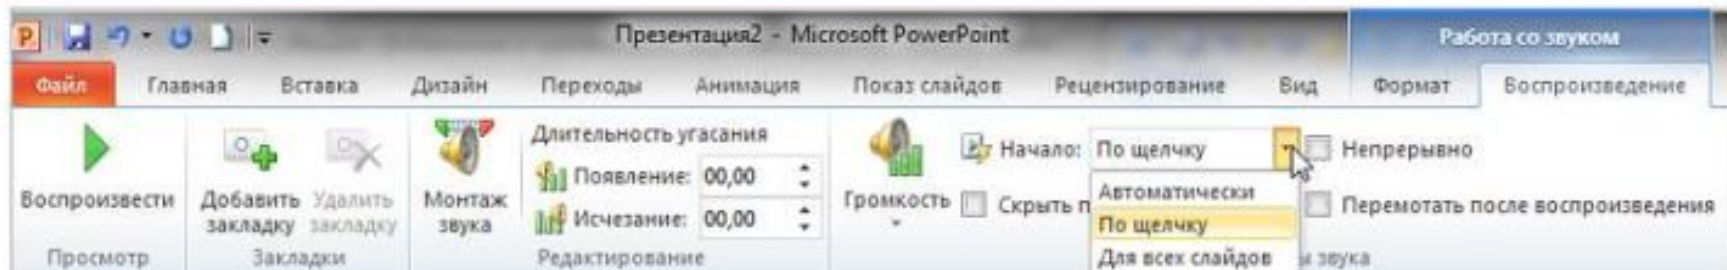 Презентация2 - Microsoft PowerPoint
Работа со звуком
Файл Главная Вставка Дизайн Переходы Анимация Показ слайдов Рецензирование Вид Формат Воспроизведение
Воспроизвести
Просмотр
Добавить закладку
Удалить закладку
Закладки
Монтаж звука
Длительность угасания
Появление: 00,00
Исчезание: 00,00
Редактирование
Громкость
Начало: По щелчку
Автоматически
По щелчку
Для всех слайдов
Скрыть п
Непрерывно
Перемотать после воспроизведения
звука